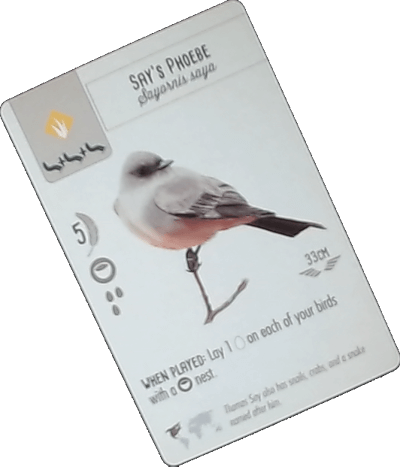 SAY'S PHOEBE
Sayornis saya
5
33CM
WHEN PLAYED: Lay 1 on each of your birds
with a nest.
Thomas Say also has snails, crabs, and a snake
named after him.